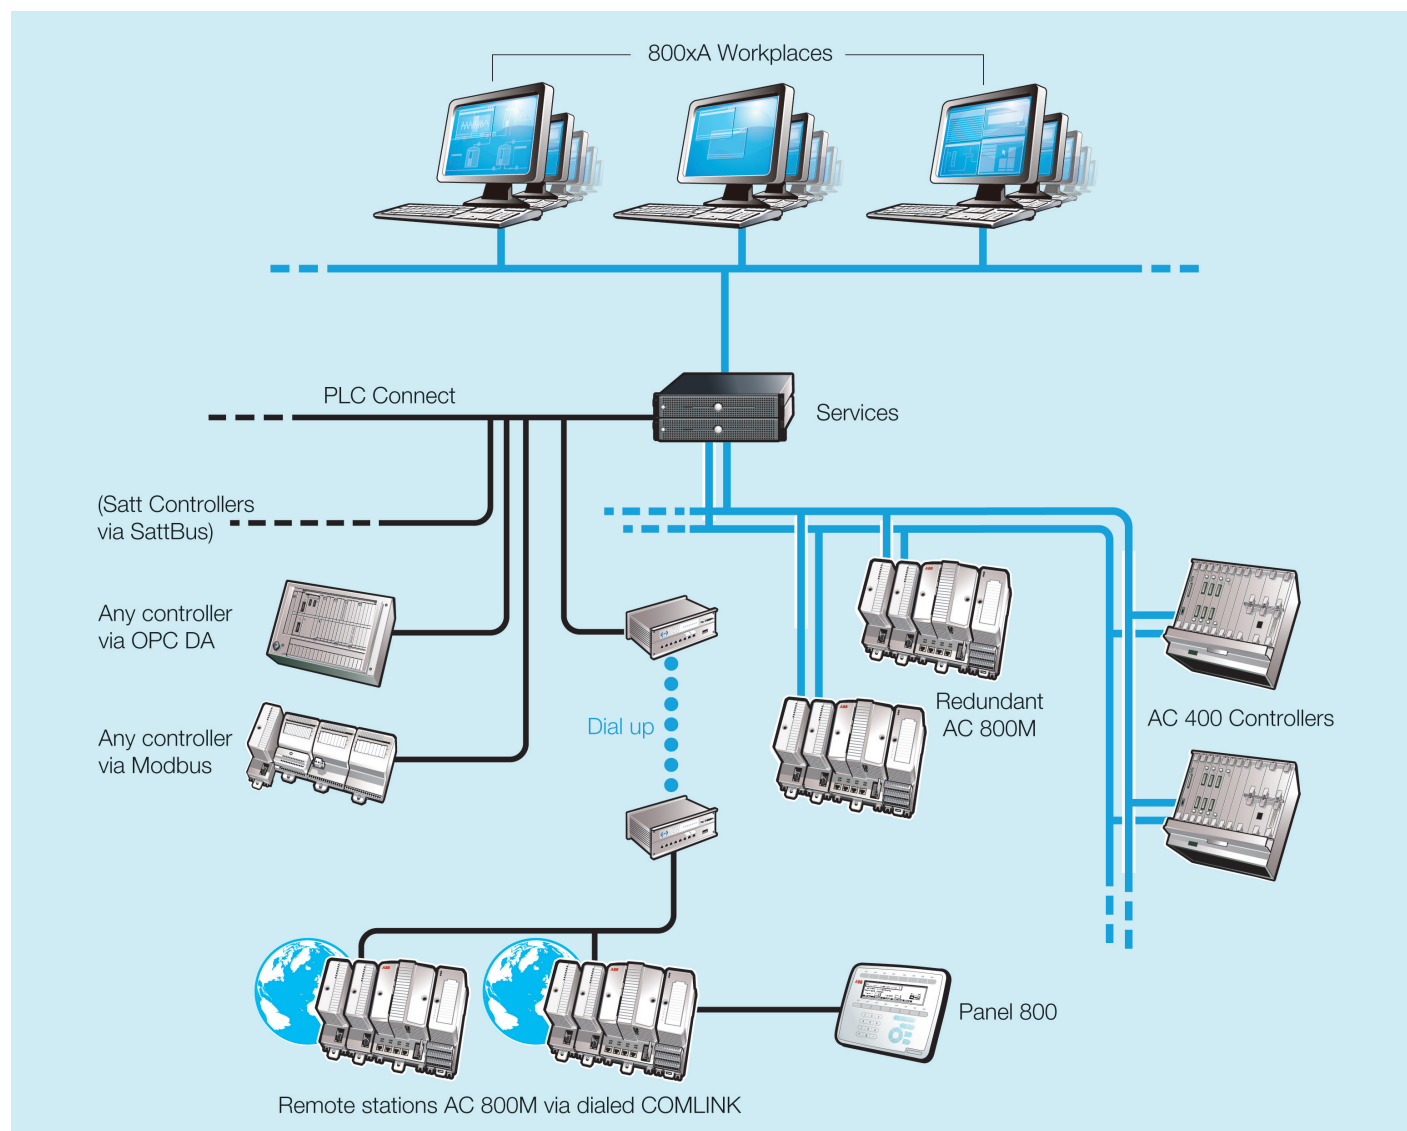 800xA Workplaces
PLC Connect
Services
(Satt Controllers
via SattBus)
Any controller
via OPC DA
Any controller
via Modbus
Dial up
Redundant
AC 800M
AC 400 Controllers
Panel 800
Remote stations AC 800M via dialed COMLINK